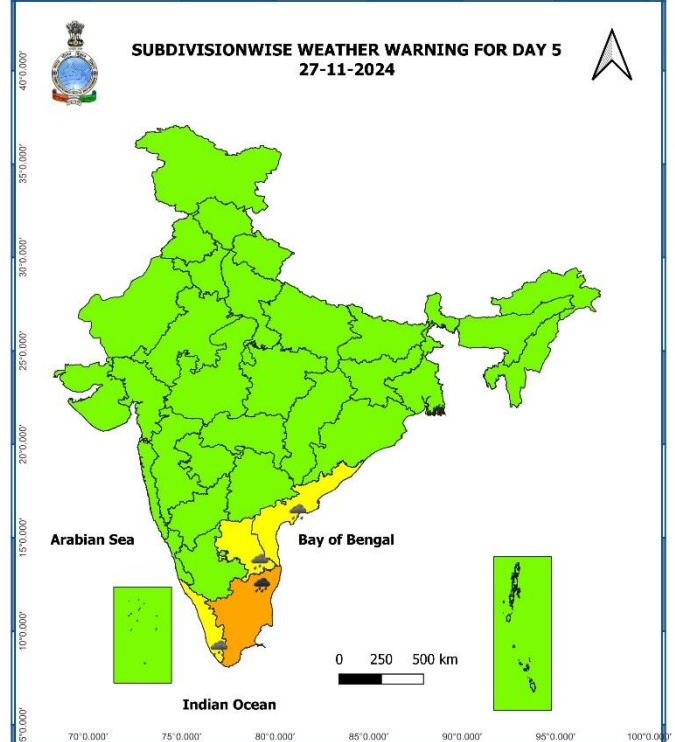 SUBDIVISIONWISE WEATHER WARNING FOR DAY 5
27-11-2024
40°0.000'
35°0.000'
30°0.000'
25°0.000'
20°0.000'
Arabian Sea
Bay of Bengal
15°0.000'
10°0.000'
0 250 500 km
Indian Ocean
5°0.000'
70°0.000' 75°0.000' 80°0.000' 85°0.000' 90°0.000' 95°0.000' 100°0.000'